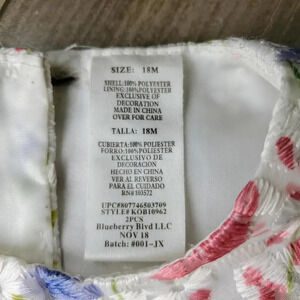 SIZE: 18M
SHELL:100% POLYESTER
LINING:100% POLYESTER
EXCLUSIVE OF
DECORATION
MADE IN CHINA
OVER FOR CARE
TALLA: 18M
CUBIERTA:100% POLIESTER
FORRO:100% POLIESTER
EXCLUSIVO DE
DECORACION
HECHO EN CHINA
VER AL REVERSO
PARA EL CUIDADO
RN# 103572
UPC#807746503709
STYLE# KOB10962
2PCS
Blueberry Blvd LLC
NOV 18
Batch: #001-JX